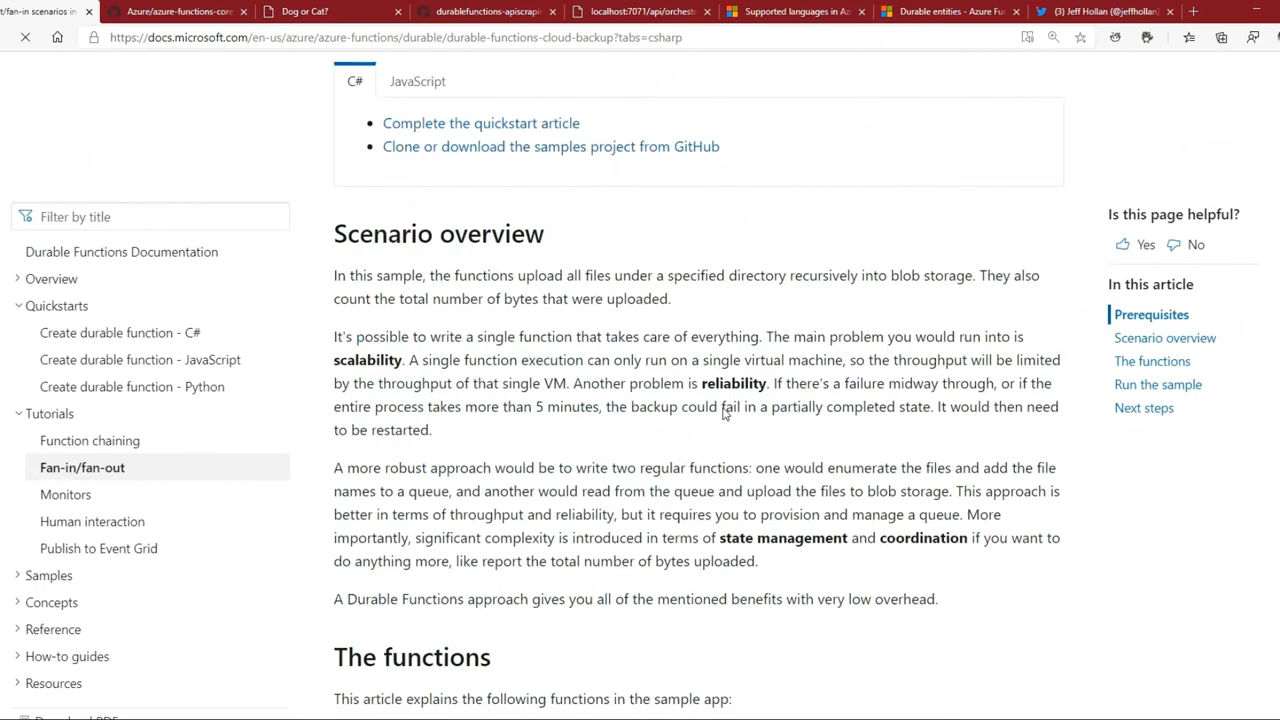 t/fan-in scenarios in
Azure/azure-functions-core
Dog or Cat?
durablefunctions-apiscrapin
localhost:7071/api/orchestr
Supported languages in Az
Durable entities - Azure Fu
(3) Jeff Hollan (@jeffhollan)
https://docs.microsoft.com/en-us/azure/azure-functions/durable/durable-functions-cloud-backup?tabs=csharp
C#
JavaScript
Complete the quickstart article
Clone or download the samples project from GitHub
Filter by title
Durable Functions Documentation
Overview
Quickstarts
Create durable function - C#
Create durable function - JavaScript
Create durable function - Python
Tutorials
Function chaining
Fan-in/fan-out
Monitors
Human interaction
Publish to Event Grid
Samples
Concepts
Reference
How-to guides
Resources
Download PDF
Scenario overview
In this sample, the functions upload all files under a specified directory recursively into blob storage. They also
count the total number of bytes that were uploaded.
It's possible to write a single function that takes care of everything. The main problem you would run into is
scalability. A single function execution can only run on a single virtual machine, so the throughput will be limited
by the throughput of that single VM. Another problem is reliability. If there's a failure midway through, or if the
entire process takes more than 5 minutes, the backup could fail in a partially completed state. It would then need
to be restarted.
A more robust approach would be to write two regular functions: one would enumerate the files and add the file
names to a queue, and another would read from the queue and upload the files to blob storage. This approach is
better in terms of throughput and reliability, but it requires you to provision and manage a queue. More
importantly, significant complexity is introduced in terms of state management and coordination if you want to
do anything more, like report the total number of bytes uploaded.
A Durable Functions approach gives you all of the mentioned benefits with very low overhead.
The functions
This article explains the following functions in the sample app:
Is this page helpful?
Yes No
In this article
Prerequisites
Scenario overview
The functions
Run the sample
Next steps